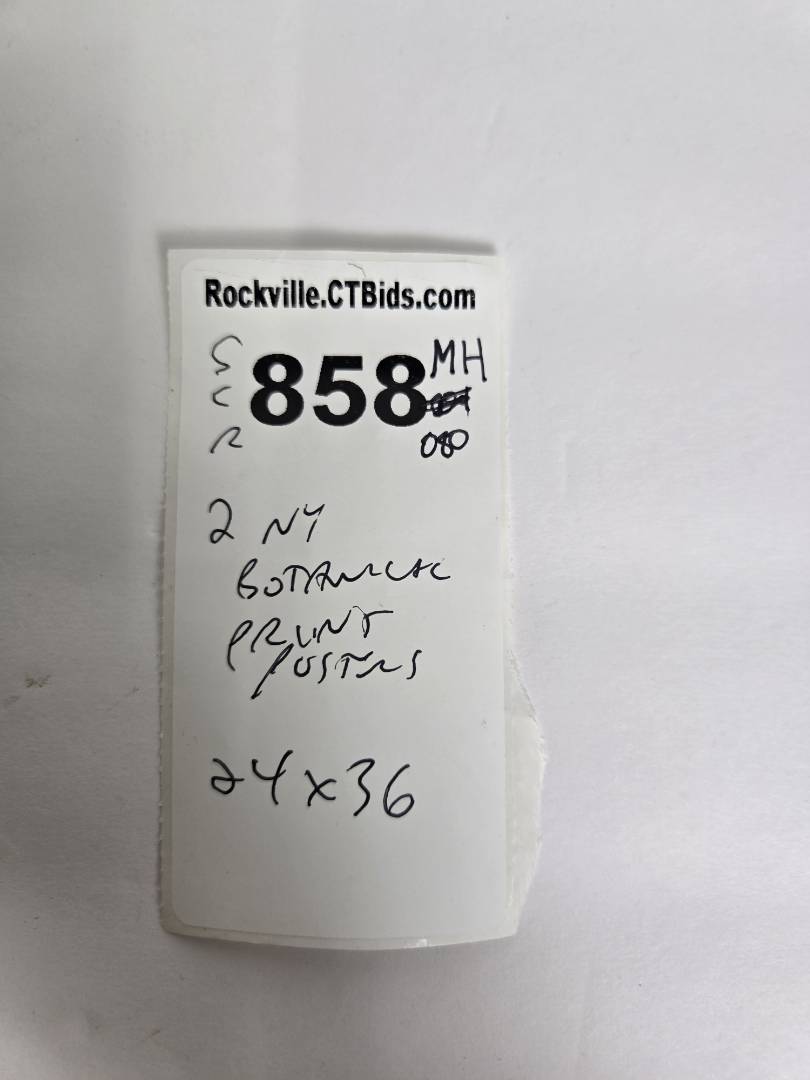 Rockville.CTBids.com
S
C
R
858
MH
080
2 NY
BOTANICAL
PRINT
POSTERS
24x36